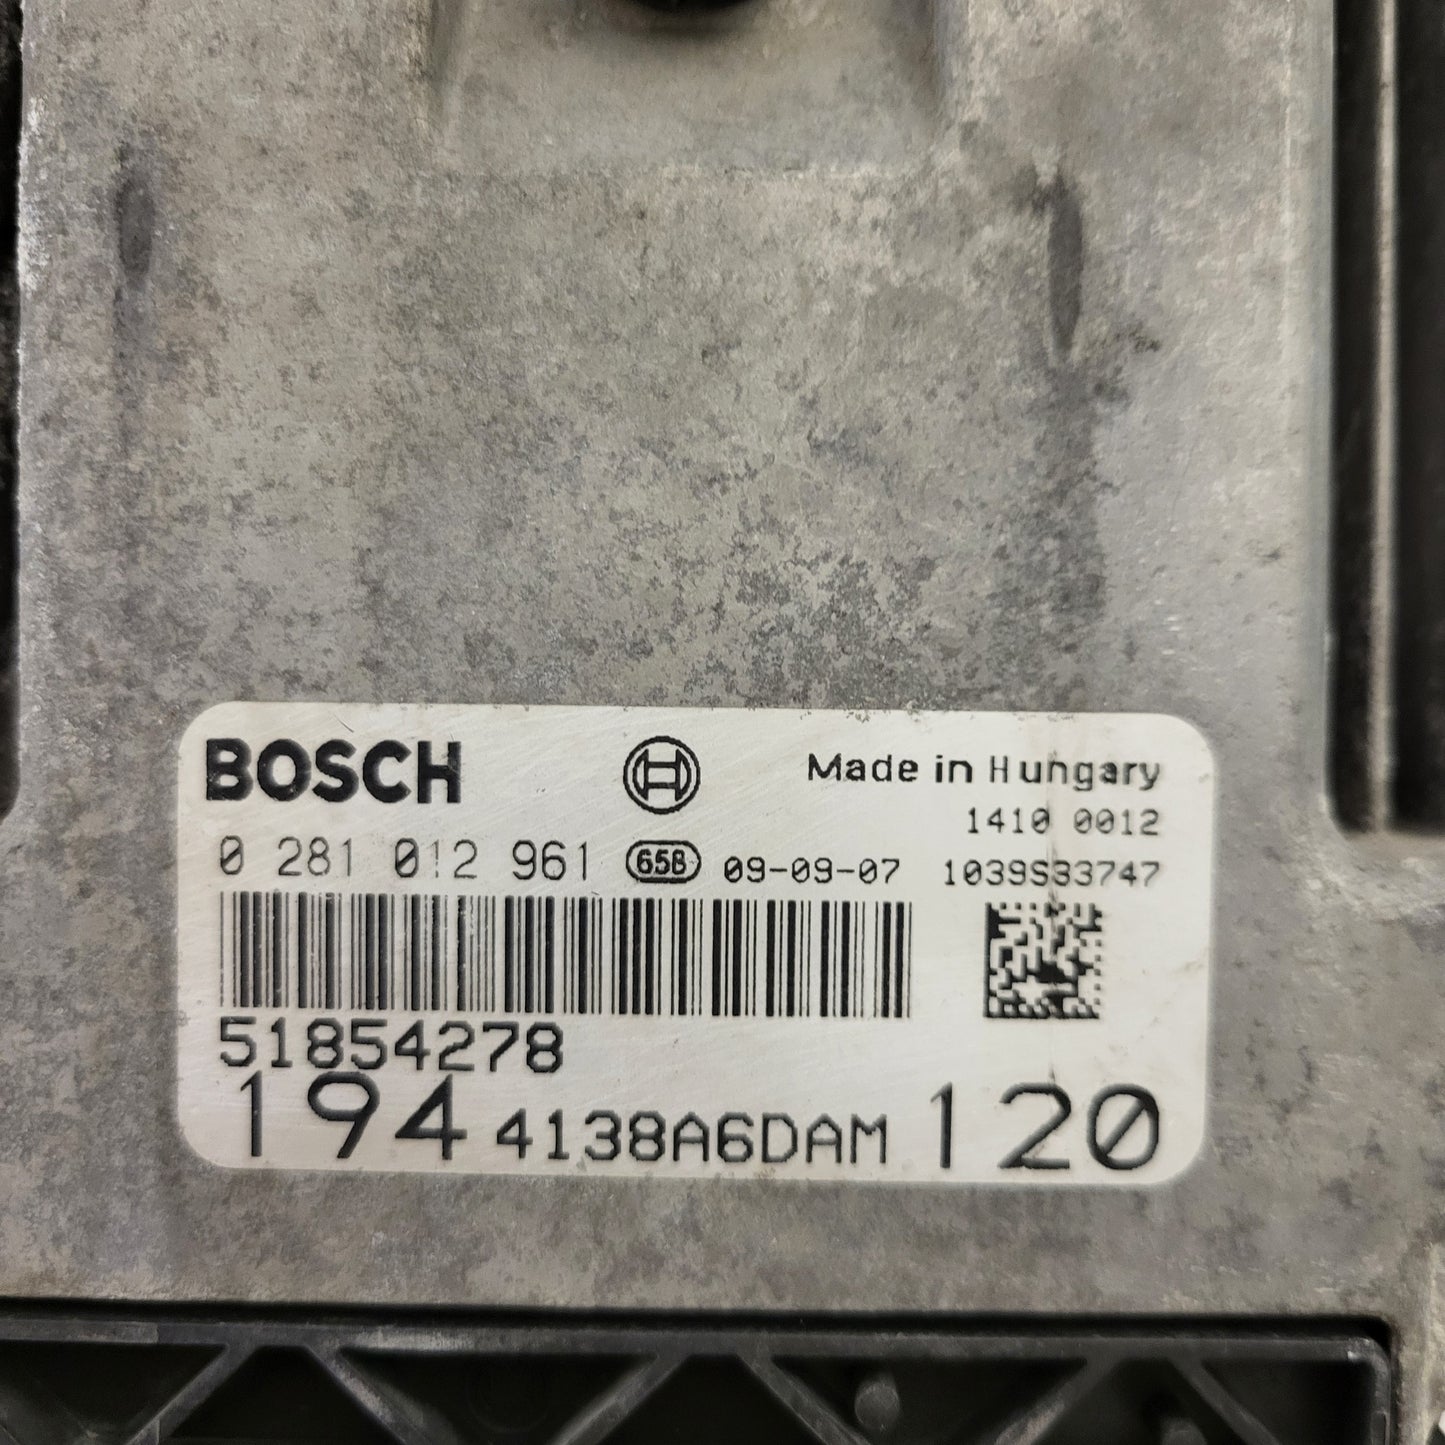 BOSCH Made in Hungary
1410 0012
0 281 012 961 658 09-09-07 1039S33747
51854278
194 4138A6DAM 120